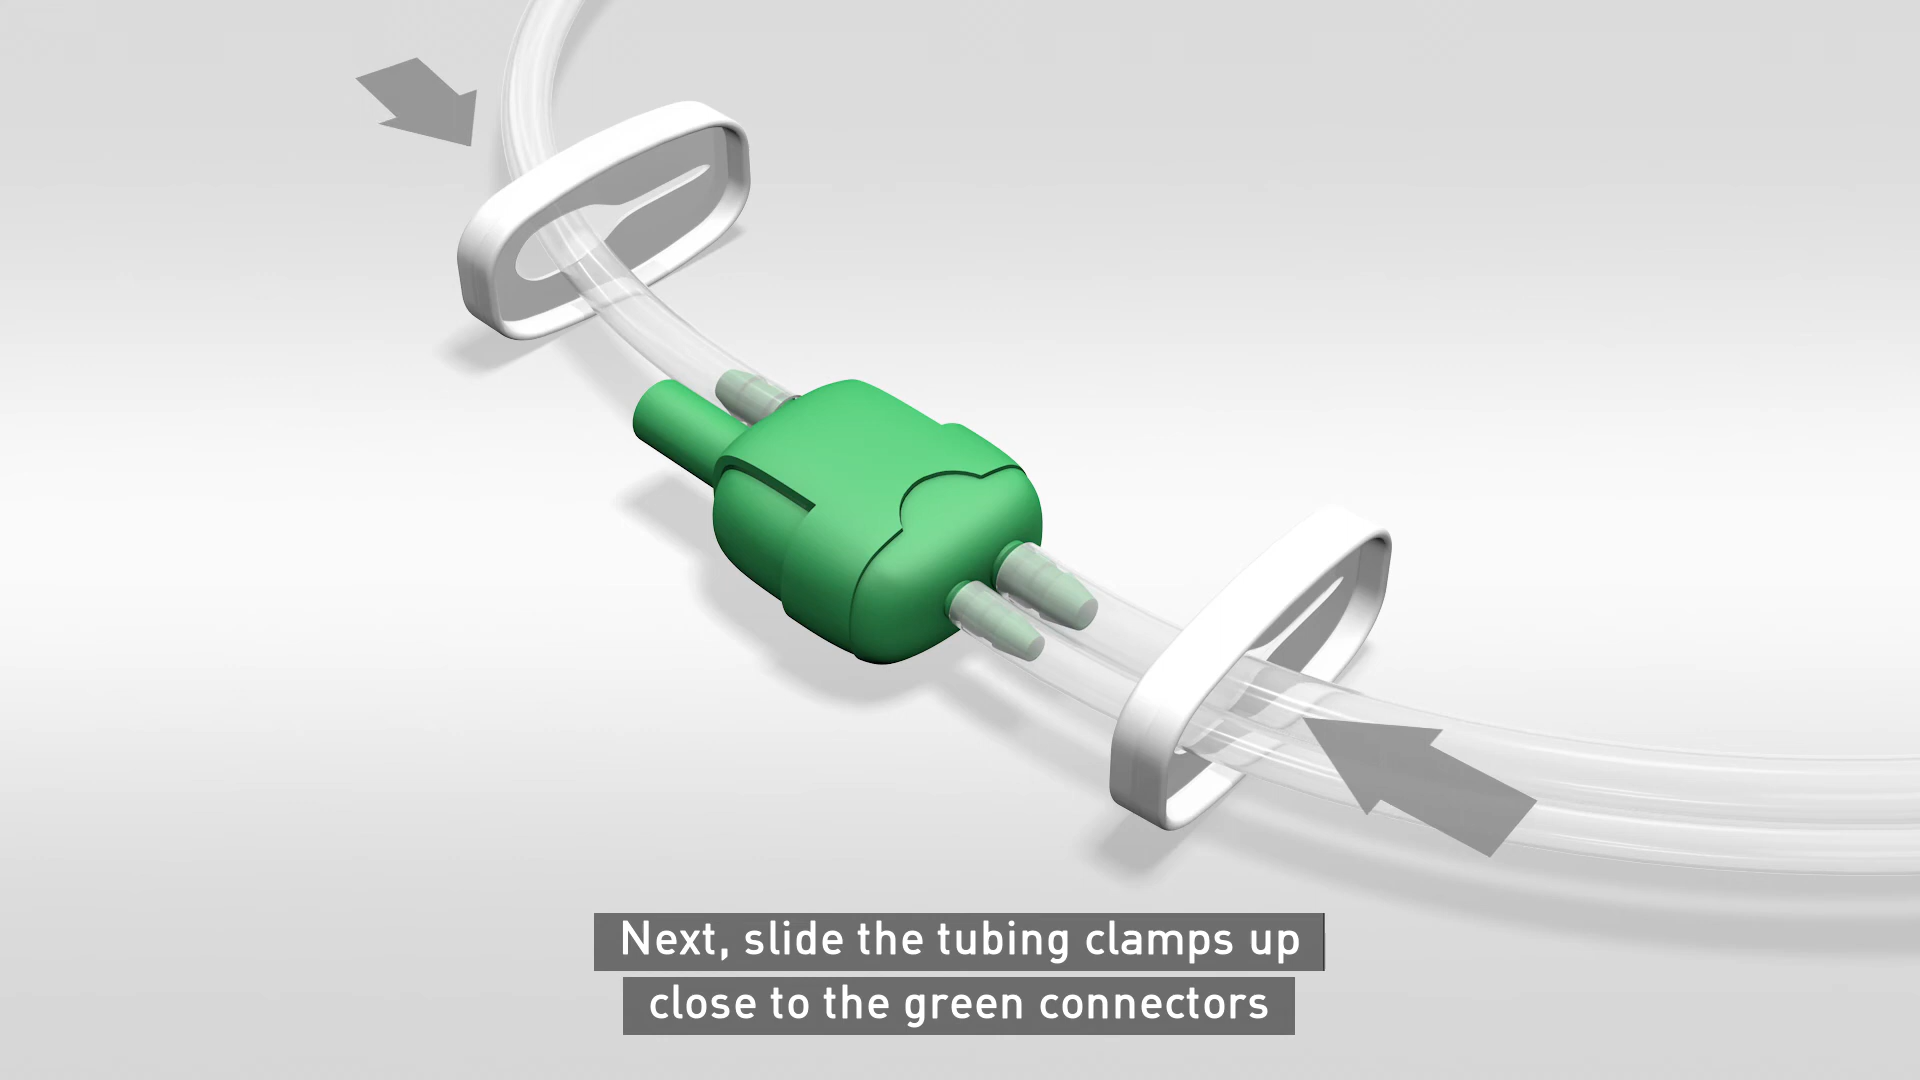 Next, slide the tubing clamps up
close to the green connectors